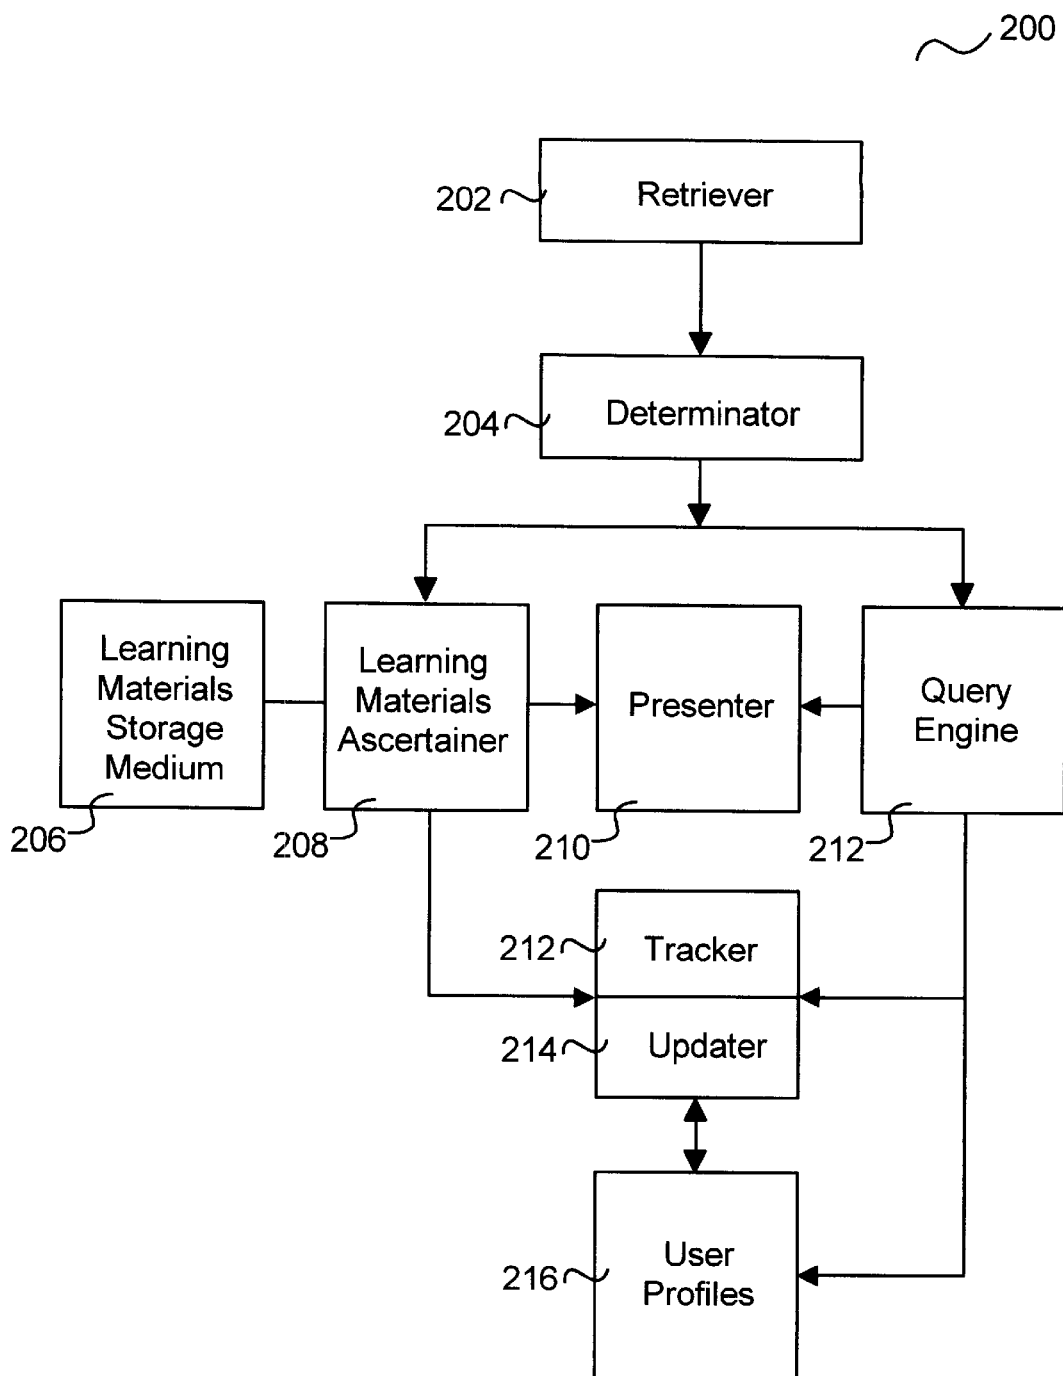 200
202
Retriever
204
Determinator
Learning
Materials
Storage
Medium
206
Learning
Materials
Ascertainer
208
Presenter
210
Query
Engine
212
212
Tracker
214
Updater
216
User
Profiles